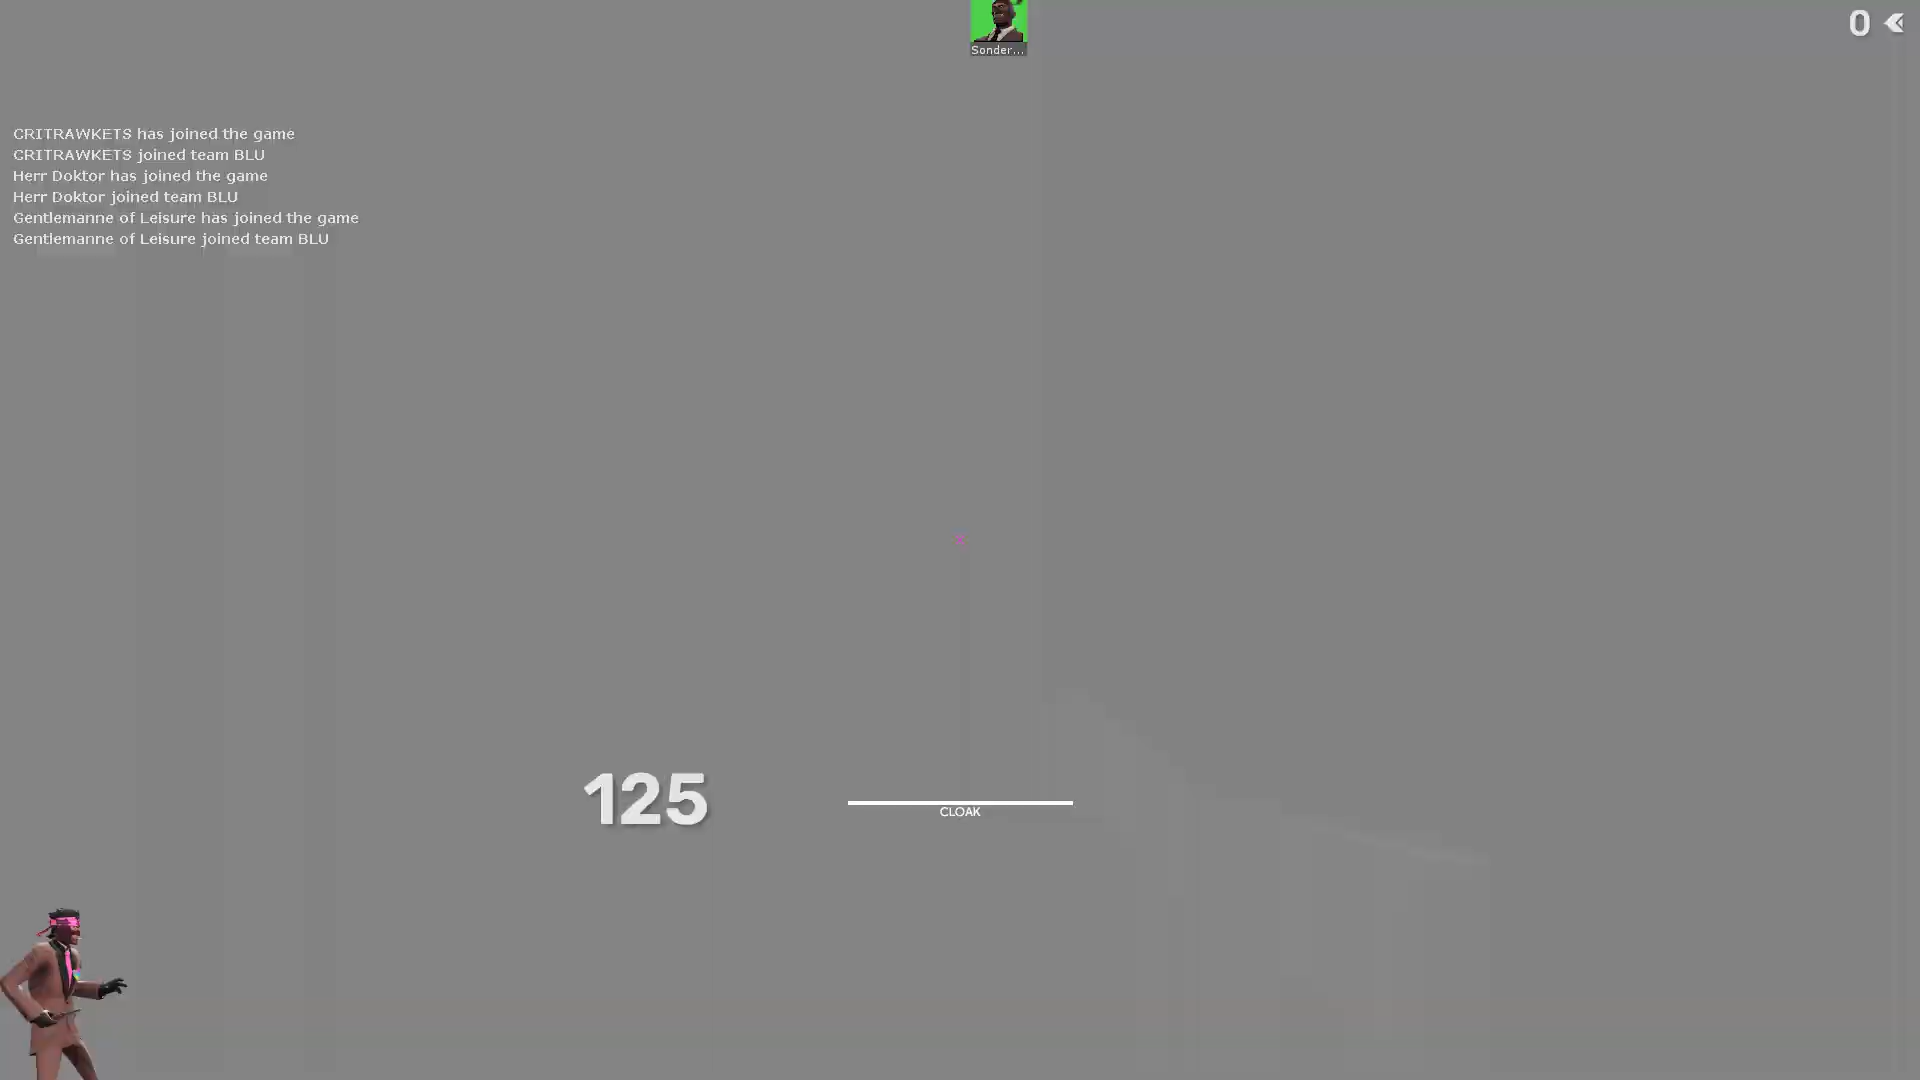 Sonder...
0
CRITRAWKETS has joined the game
CRITRAWKETS joined team BLU
Herr Doktor has joined the game
Herr Doktor joined team BLU
Gentlemanne of Leisure has joined the game
Gentlemanne of Leisure joined team BLU
125
CLOAK